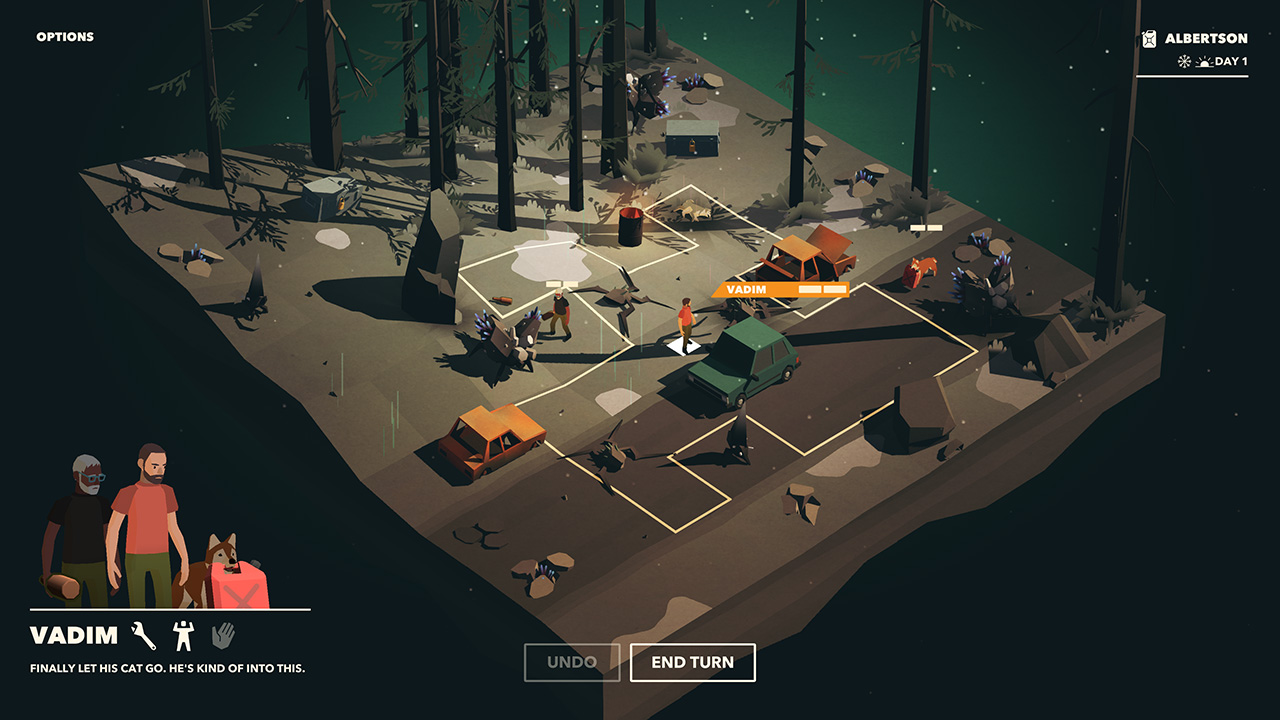 OPTIONS
ALBERTSON
DAY 1
VADIM
VADIM
FINALLY LET HIS CAT GO. HE'S KIND OF INTO THIS.
UNDO
END TURN